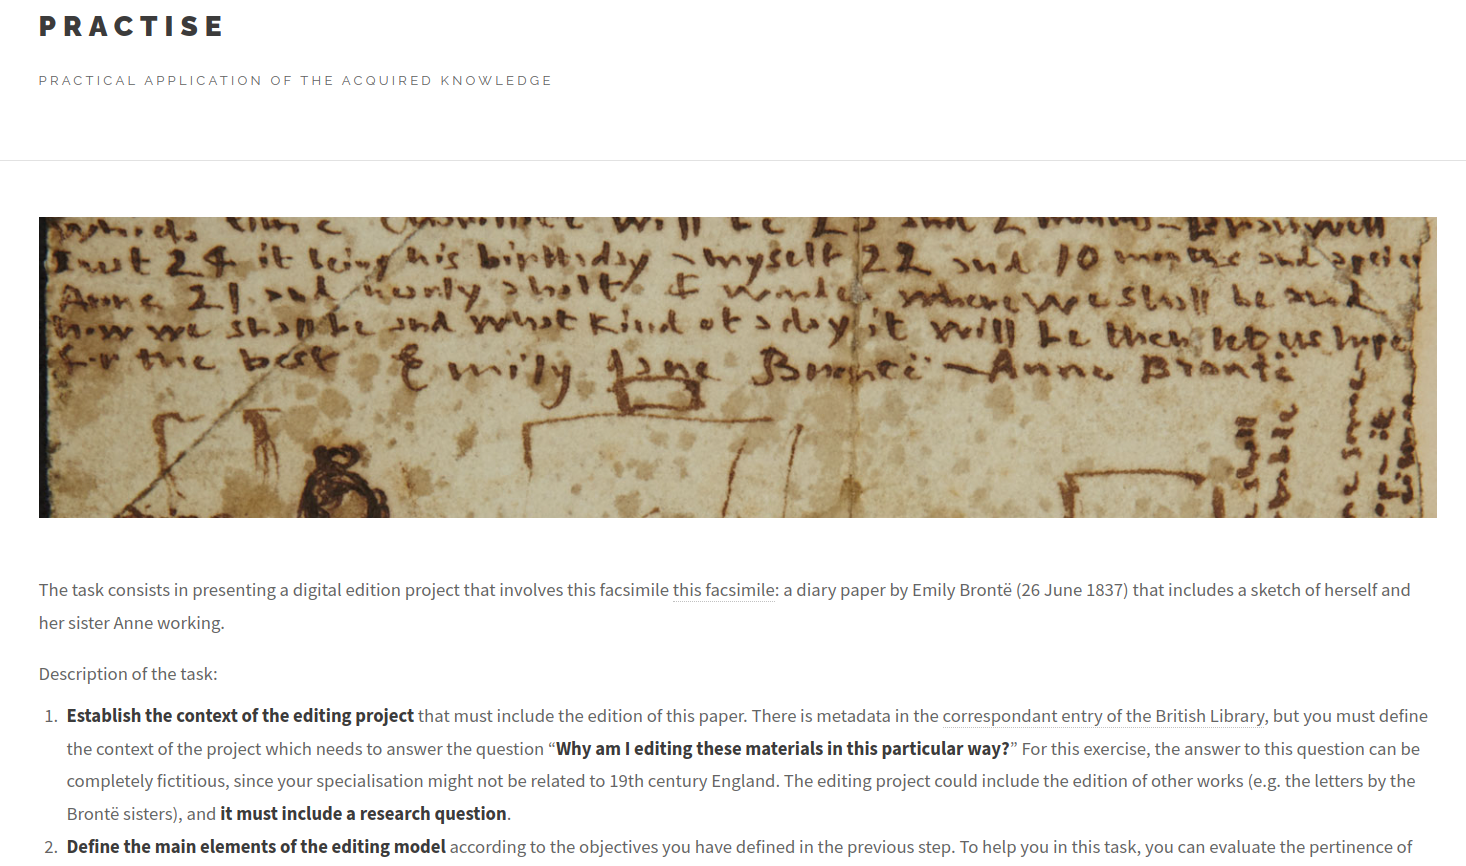 PRACTISE
PRACTICAL APPLICATION OF THE ACQUIRED KNOWLEDGE
will be 25 and 2 Branwell
Just 24 it being his birthday - myself 22 and 10 months and a peice
Anne 21 and nearly a half I wonder where we shall be and
how we shall be and what kind of a day it will be then let us hope
for the best Emily Jane Brontë - Anne Brontë
The task consists in presenting a digital edition project that involves this facsimile this facsimile: a diary paper by Emily Brontë (26 June 1837) that includes a sketch of herself and
her sister Anne working.
Description of the task:
1. Establish the context of the editing project that must include the edition of this paper. There is metadata in the correspondant entry of the British Library, but you must define
the context of the project which needs to answer the question “Why am I editing these materials in this particular way?” For this exercise, the answer to this question can be
completely fictitious, since your specialisation might not be related to 19th century England. The editing project could include the edition of other works (e.g. the letters by the
Brontë sisters), and it must include a research question.
2. Define the main elements of the editing model according to the objectives you have defined in the previous step. To help you in this task, you can evaluate the pertinence of